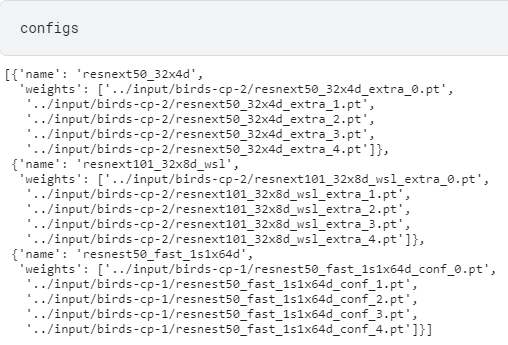 configs
[{'name': 'resnext50_32x4d',
'weights': ['../input/birds-cp-2/resnext50_32x4d_extra_0.pt',
'../input/birds-cp-2/resnext50_32x4d_extra_1.pt',
'../input/birds-cp-2/resnext50_32x4d_extra_2.pt',
'../input/birds-cp-2/resnext50_32x4d_extra_3.pt',
'../input/birds-cp-2/resnext50_32x4d_extra_4.pt']},
{'name': 'resnext101_32x8d_wsl',
'weights': ['../input/birds-cp-2/resnext101_32x8d_wsl_extra_0.pt',
'../input/birds-cp-2/resnext101_32x8d_wsl_extra_1.pt',
'../input/birds-cp-2/resnext101_32x8d_wsl_extra_2.pt',
'../input/birds-cp-2/resnext101_32x8d_wsl_extra_3.pt',
'../input/birds-cp-2/resnext101_32x8d_wsl_extra_4.pt']},
{'name': 'resnest50_fast_1s1x64d',
'weights': ['../input/birds-cp-1/resnest50_fast_1s1x64d_conf_0.pt',
'../input/birds-cp-1/resnest50_fast_1s1x64d_conf_1.pt',
'../input/birds-cp-1/resnest50_fast_1s1x64d_conf_2.pt',
'../input/birds-cp-1/resnest50_fast_1s1x64d_conf_3.pt',
'../input/birds-cp-1/resnest50_fast_1s1x64d_conf_4.pt']}]